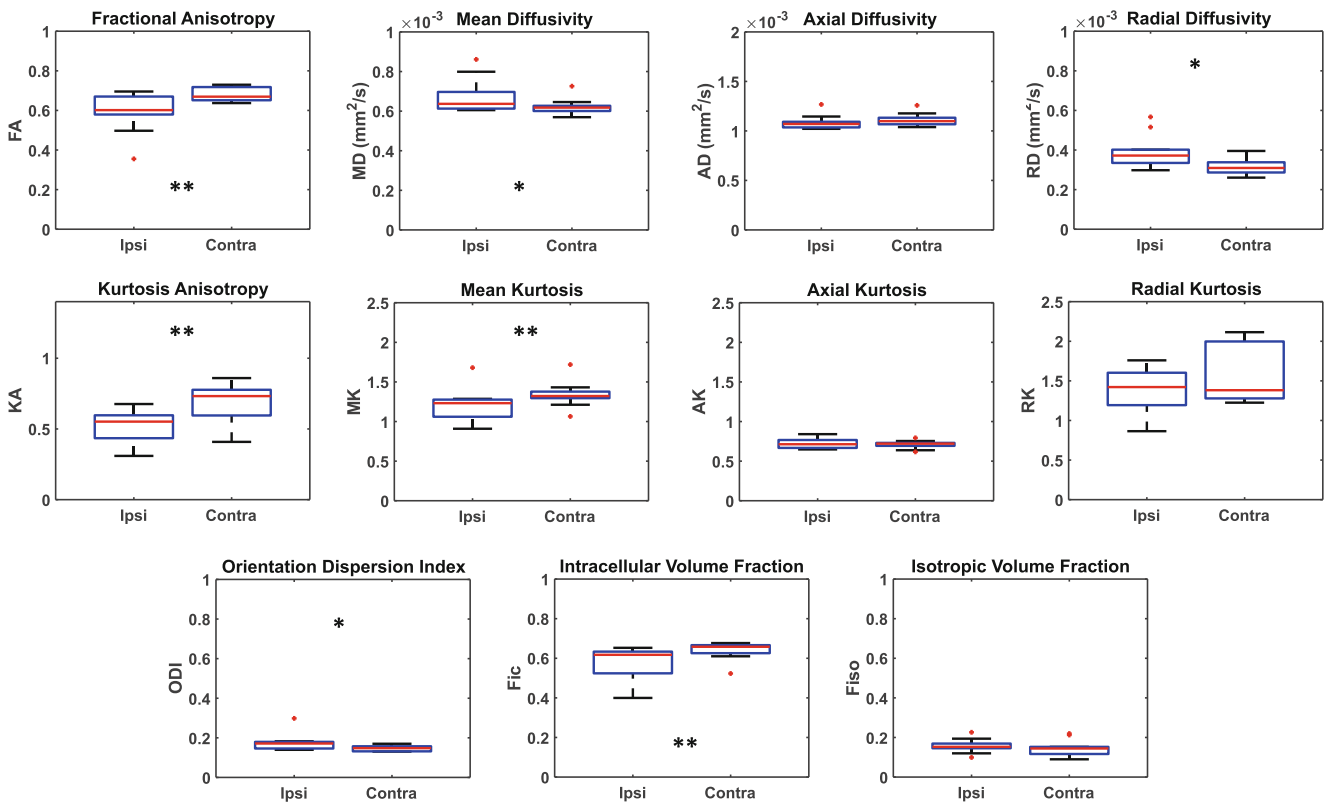 Fractional Anisotropy
1
0.8
0.6
0.4
0.2
0
FA
**
Ipsi Contra
Mean Diffusivity
×10⁻³
1
0.8
0.6
0.4
0.2
0
MD (mm²/s)
*
Ipsi Contra
Axial Diffusivity
×10⁻³
2
1.5
1
0.5
0
AD (mm²/s)
Ipsi Contra
Radial Diffusivity
×10⁻³
1
0.8
0.6
0.4
0.2
0
RD (mm²/s)
*
Ipsi Contra
Kurtosis Anisotropy
1
0.5
0
KA
**
Ipsi Contra
Mean Kurtosis
2.5
2
1.5
1
0.5
0
MK
**
Ipsi Contra
Axial Kurtosis
2.5
2
1.5
1
0.5
0
AK
Ipsi Contra
Radial Kurtosis
2.5
2
1.5
1
0.5
0
RK
Ipsi Contra
Orientation Dispersion Index
1
0.8
0.6
0.4
0.2
0
ODI
*
Ipsi Contra
Intracellular Volume Fraction
1
0.8
0.6
0.4
0.2
0
Fic
**
Ipsi Contra
Isotropic Volume Fraction
1
0.8
0.6
0.4
0.2
0
Fiso
Ipsi Contra